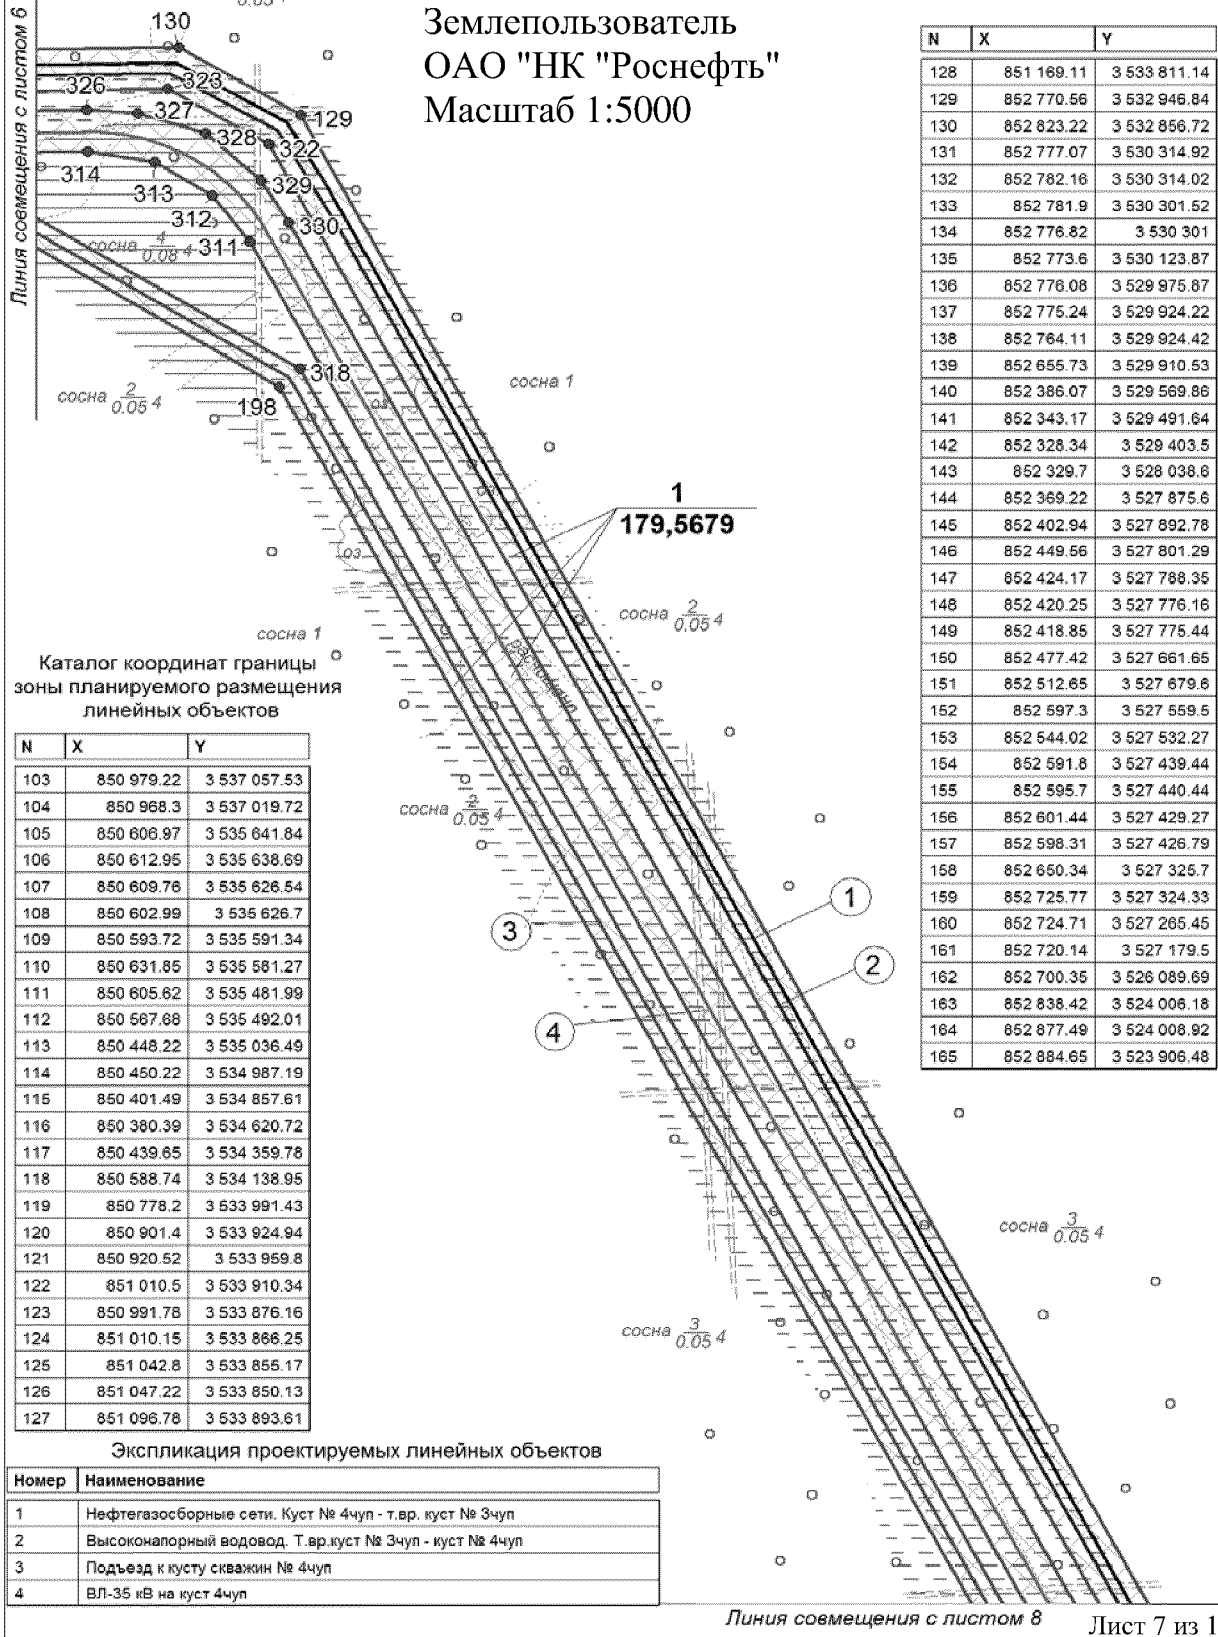 Землепользователь
ОАО "НК "Роснефть"
Масштаб 1:5000
Линия совмещения с листом 6
130
326
323
129
327
328
322
314
329
313
312
330
311
сосна 4/0.08 4
318
198
сосна 2/0.05 4
сосна 1
03
03
03
1
179,5679
сосна 2/0.05 4
сосна 1
сосна 2/0.05 4
1
3
2
4
сосна 3/0.05 4
сосна 3/0.05 4
Каталог координат границы
зоны планируемого размещения
линейных объектов
N X Y
103 850 979.22 3 537 057.53
104 850 968.3 3 537 019.72
105 850 606.97 3 535 641.84
106 850 612.95 3 535 638.69
107 850 609.76 3 535 626.54
108 850 602.99 3 535 626.7
109 850 593.72 3 535 591.34
110 850 631.85 3 535 581.27
111 850 605.62 3 535 481.99
112 850 567.68 3 535 492.01
113 850 448.22 3 535 036.49
114 850 450.22 3 534 987.19
115 850 401.49 3 534 857.61
116 850 380.39 3 534 620.72
117 850 439.65 3 534 359.78
118 850 588.74 3 534 138.95
119 850 778.2 3 533 991.43
120 850 901.4 3 533 924.94
121 850 920.52 3 533 959.8
122 851 010.5 3 533 910.34
123 850 991.78 3 533 876.16
124 851 010.15 3 533 866.25
125 851 042.8 3 533 855.17
126 851 047.22 3 533 850.13
127 851 096.78 3 533 893.61
N X Y
128 851 169.11 3 533 811.14
129 852 770.56 3 532 946.84
130 852 823.22 3 532 856.72
131 852 777.07 3 530 314.92
132 852 782.16 3 530 314.02
133 852 781.9 3 530 301.52
134 852 776.82 3 530 301
135 852 773.6 3 530 123.87
136 852 776.08 3 529 975.87
137 852 775.24 3 529 924.22
138 852 764.11 3 529 924.42
139 852 655.73 3 529 910.53
140 852 386.07 3 529 569.86
141 852 343.17 3 529 491.64
142 852 328.34 3 529 403.5
143 852 329.7 3 528 038.6
144 852 369.22 3 527 875.6
145 852 402.94 3 527 892.78
146 852 449.56 3 527 801.29
147 852 424.17 3 527 788.35
148 852 420.25 3 527 776.16
149 852 418.85 3 527 775.44
150 852 477.42 3 527 661.65
151 852 512.65 3 527 679.6
152 852 597.3 3 527 559.5
153 852 544.02 3 527 532.27
154 852 591.8 3 527 439.44
155 852 595.7 3 527 440.44
156 852 601.44 3 527 429.27
157 852 598.31 3 527 426.79
158 852 650.34 3 527 325.7
159 852 725.77 3 527 324.33
160 852 724.71 3 527 265.45
161 852 720.14 3 527 179.5
162 852 700.35 3 526 089.69
163 852 838.42 3 524 006.18
164 852 877.49 3 524 008.92
165 852 884.65 3 523 906.48
Экспликация проектируемых линейных объектов
Номер Наименование
1 Нефтегазосборные сети. Куст № 4чуп - т.вр. куст № 3чуп
2 Высоконапорный водовод. Т.вр.куст № 3чуп - куст № 4чуп
3 Подъезд к кусту скважин № 4чуп
4 ВЛ-35 кВ на куст 4чуп
Линия совмещения с листом 8
Лист 7 из 1